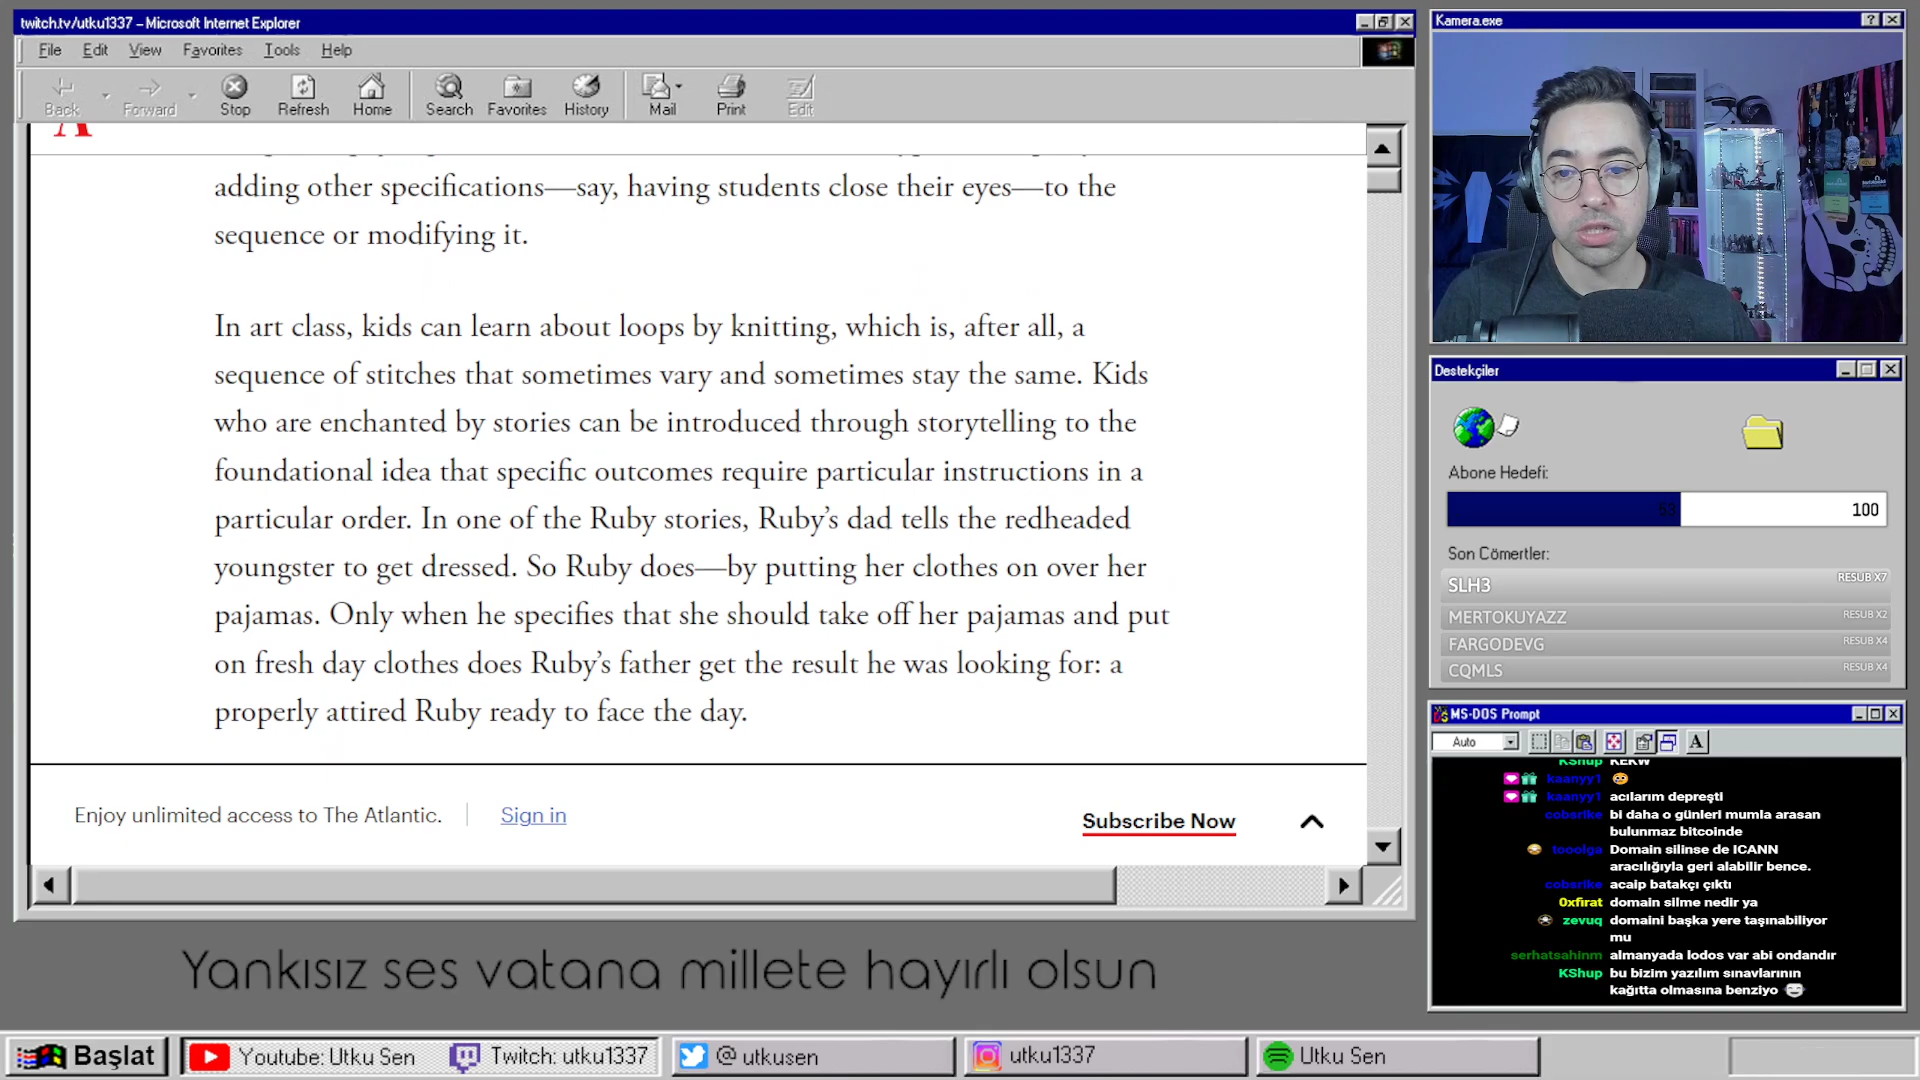 twitch.tv/utku1337 – Microsoft Internet Explorer
File Edit View Favorites Tools Help
Back Forward Stop Refresh Home Search Favorites History Mail Print Edit
A
adding other specifications—say, having students close their eyes—to the
sequence or modifying it.
In art class, kids can learn about loops by knitting, which is, after all, a
sequence of stitches that sometimes vary and sometimes stay the same. Kids
who are enchanted by stories can be introduced through storytelling to the
foundational idea that specific outcomes require particular instructions in a
particular order. In one of the Ruby stories, Ruby's dad tells the redheaded
youngster to get dressed. So Ruby does—by putting her clothes on over her
pajamas. Only when he specifies that she should take off her pajamas and put
on fresh day clothes does Ruby's father get the result he was looking for: a
properly attired Ruby ready to face the day.
Enjoy unlimited access to The Atlantic. Sign in Subscribe Now
Yankısız ses vatana millete hayırlı olsun
Kamera.exe
Destekçiler
Abone Hedefi:
53 100
Son Cömertler:
SLH3 RESUB X7
MERTOKUYAZZ RESUB X2
FARGODEVG RESUB X4
CQMLS RESUB X4
MS-DOS Prompt
Auto A
KShup KEKW
kaanyy1
kaanyy1 acılarım depreşti
cobsrike bi daha o günleri mumla arasan
bulunmaz bitcoinde
tooolga Domain silinse de ICANN
aracılığıyla geri alabilir bence.
cobsrike acaip batakçı çıktı
0xfirat domain silme nedir ya
zevuq domaini başka yere taşınabiliyor
mu
serhatsahinm almanyada lodos var abi ondandır
KShup bu bizim yazılım sınavlarının
kağıtta olmasına benziyo
Başlat Youtube: Utku Sen Twitch: utku1337 @utkusen utku1337 Utku Sen